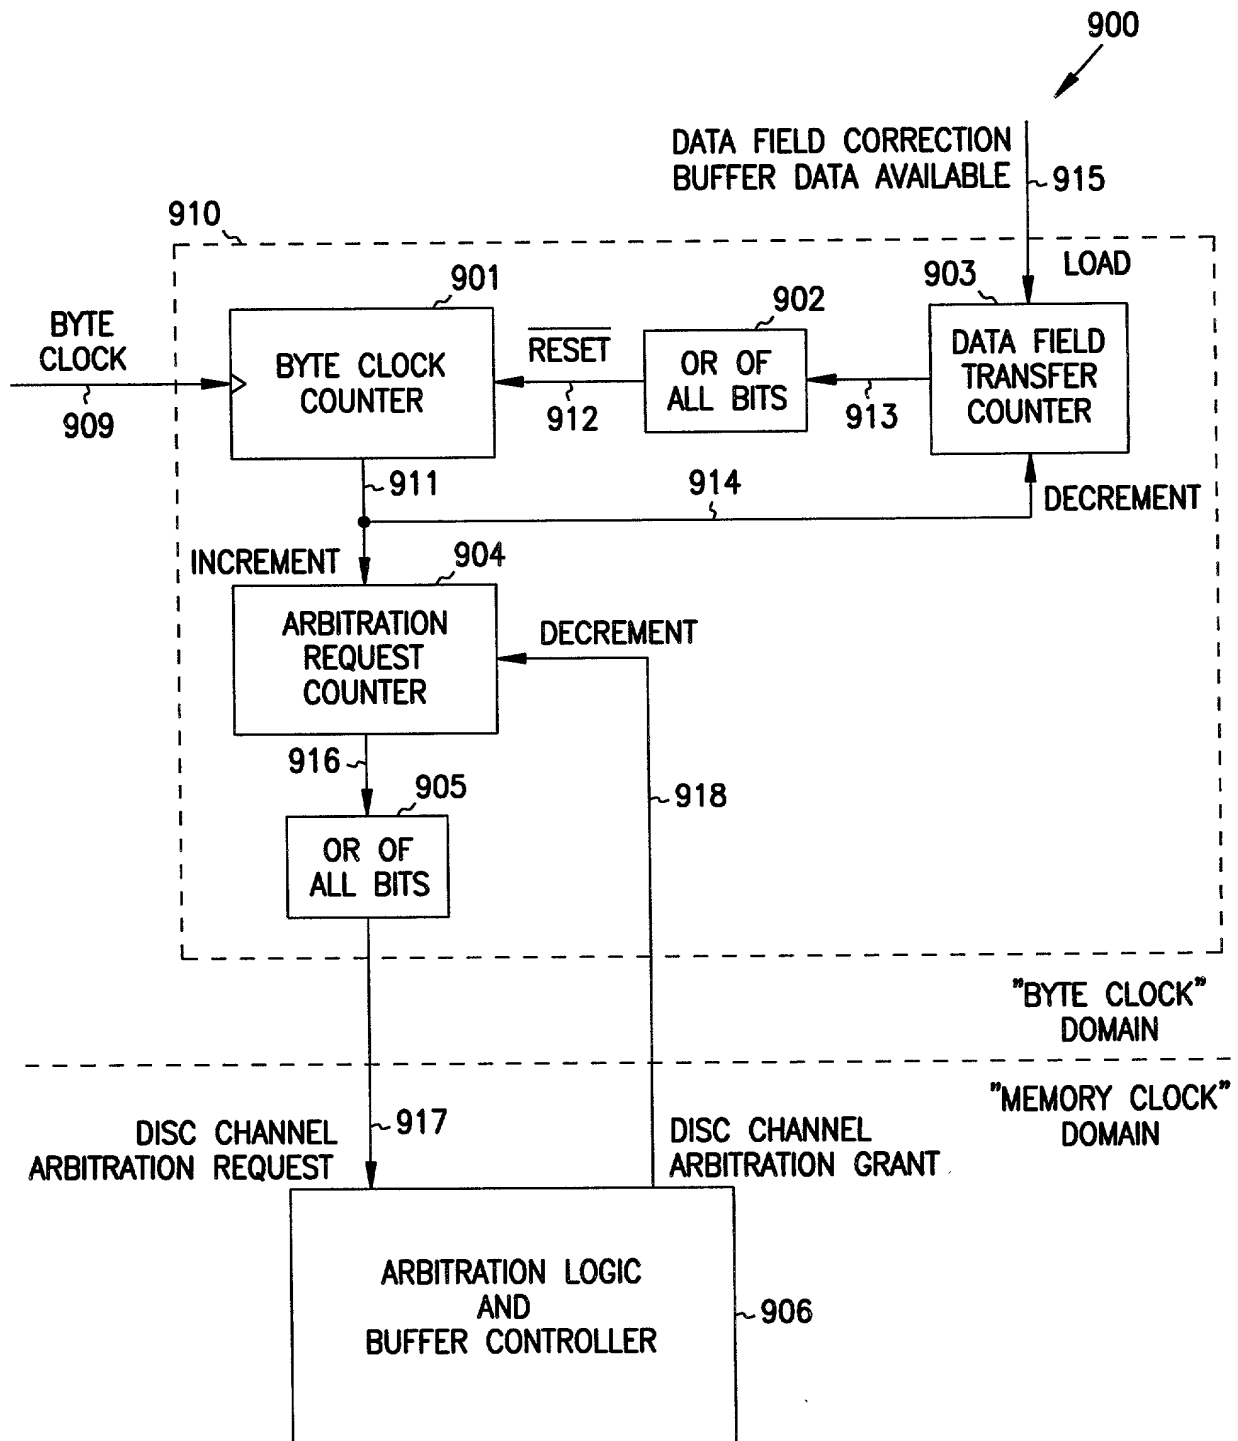 900
DATA FIELD CORRECTION
BUFFER DATA AVAILABLE
915
910
901
902
903
LOAD
BYTE
CLOCK
909
BYTE CLOCK
COUNTER
RESET
912
OR OF
ALL BITS
913
DATA FIELD
TRANSFER
COUNTER
911
914
DECREMENT
INCREMENT
904
ARBITRATION
REQUEST
COUNTER
DECREMENT
916
905
918
OR OF
ALL BITS
"BYTE CLOCK"
DOMAIN
"MEMORY CLOCK"
DOMAIN
917
DISC CHANNEL
ARBITRATION REQUEST
DISC CHANNEL
ARBITRATION GRANT
ARBITRATION LOGIC
AND
BUFFER CONTROLLER
906